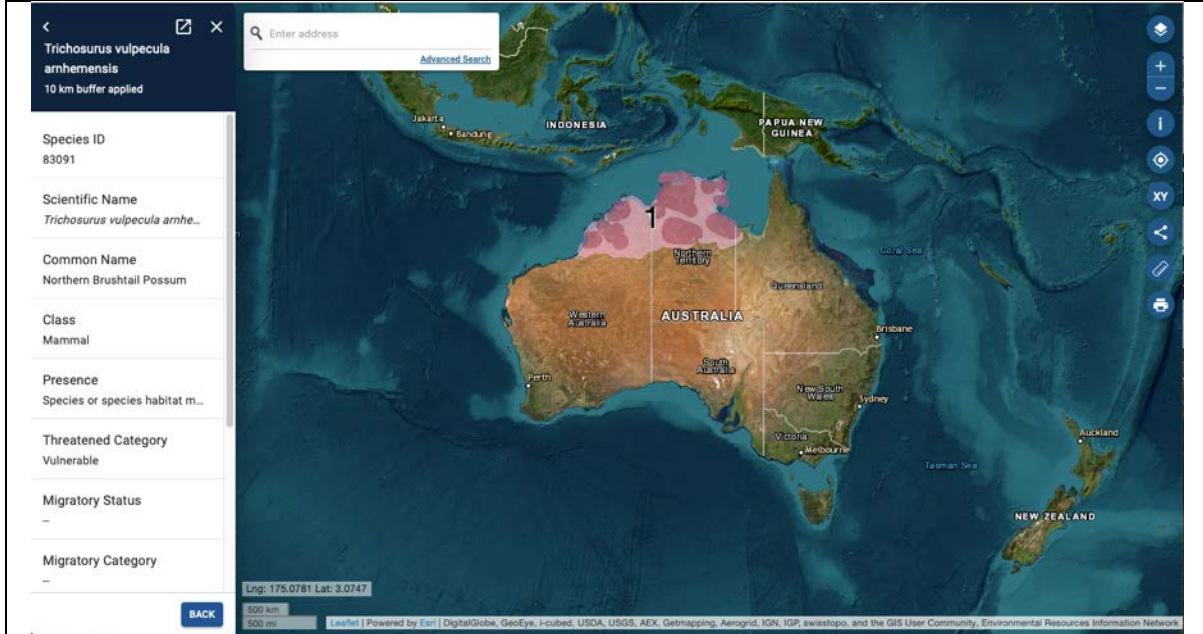 Trichosurus vulpecula
arnhemensis
10 km buffer applied
Species ID
83091
Scientific Name
Trichosurus vulpecula arnhe...
Common Name
Northern Brushtail Possum
Class
Mammal
Presence
Species or species habitat m...
Threatened Category
Vulnerable
Migratory Status
–
Migratory Category
–
BACK
Enter address
Advanced Search
Jakarta
Bandung
INDONESIA
PAPUA NEW
GUINEA
1
Northern
Territory
Coral Sea
Queensland
Western
Australia
AUSTRALIA
Brisbane
South
Australia
Perth
New South
Wales
Sydney
Victoria
Melbourne
Auckland
Tasman Sea
NEW ZEALAND
XY
Lng: 175.0781 Lat: 3.0747
500 km
500 mi
Leaflet | Powered by Esri | DigitalGlobe, GeoEye, i-cubed, USDA, USGS, AEX, Getmapping, Aerogrid, IGN, IGP, swisstopo, and the GIS User Community, Environmental Resources Information Network